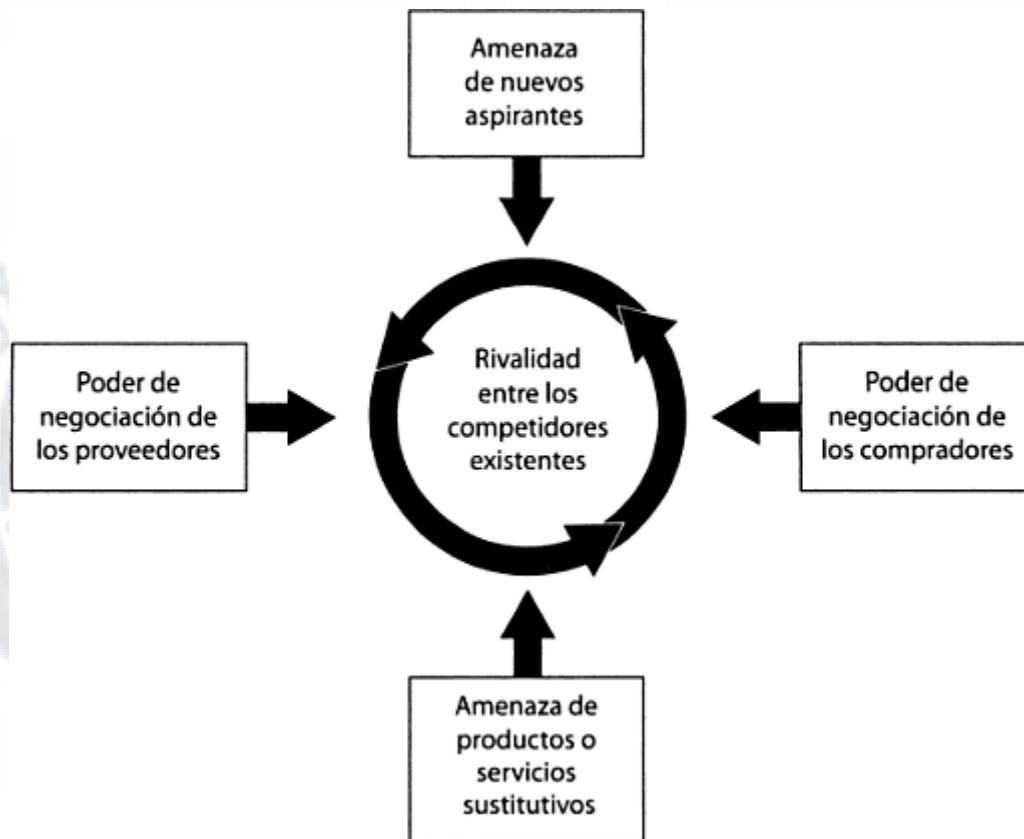 Amenaza
de nuevos
aspirantes
Poder de
negociación de
los proveedores
Rivalidad
entre los
competidores
existentes
Poder de
negociación de
los compradores
Amenaza de
productos o
servicios
sustitutivos